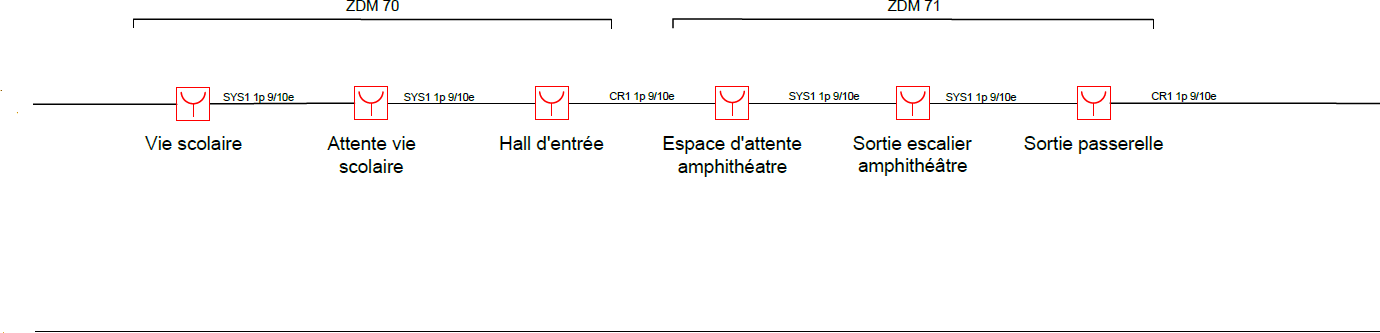 ZDM 70
ZDM 71
SYS1 1p 9/10e
SYS1 1p 9/10e
CR1 1p 9/10e
SYS1 1p 9/10e
SYS1 1p 9/10e
CR1 1p 9/10e
Vie scolaire
Attente vie
scolaire
Hall d'entrée
Espace d'attente
amphithéatre
Sortie escalier
amphithéâtre
Sortie passerelle